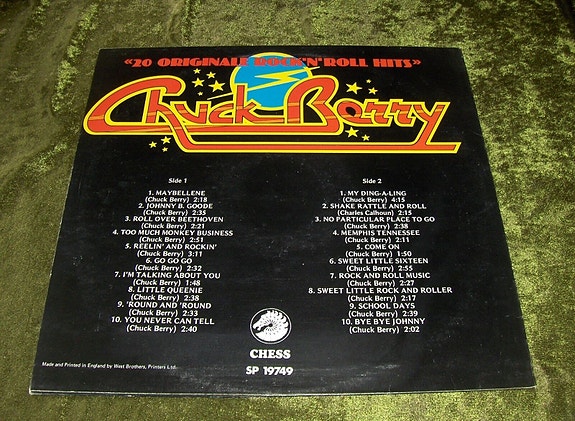 «20 ORIGINALE ROCK'N'ROLL HITS»
Chuck Berry
Side 1
1. MAYBELLENE
(Chuck Berry) 2:18
2. JOHNNY B. GOODE
(Chuck Berry) 2:35
3. ROLL OVER BEETHOVEN
(Chuck Berry) 2:21
4. TOO MUCH MONKEY BUSINESS
(Chuck Berry) 2:51
5. REELIN' AND ROCKIN'
(Chuck Berry) 3:11
6. GO GO GO
(Chuck Berry) 2:32
7. I'M TALKING ABOUT YOU
(Chuck Berry) 1:48
8. LITTLE QUEENIE
(Chuck Berry) 2:38
9. 'ROUND AND 'ROUND
(Chuck Berry) 2:33
10. YOU NEVER CAN TELL
(Chuck Berry) 2:40
Side 2
1. MY DING-A-LING
(Chuck Berry) 4:15
2. SHAKE RATTLE AND ROLL
(Charles Calhoun) 2:15
3. NO PARTICULAR PLACE TO GO
(Chuck Berry) 2:38
4. MEMPHIS TENNESSEE
(Chuck Berry) 2:11
5. COME ON
(Chuck Berry) 1:50
6. SWEET LITTLE SIXTEEN
(Chuck Berry) 2:55
7. ROCK AND ROLL MUSIC
(Chuck Berry) 2:27
8. SWEET LITTLE ROCK AND ROLLER
(Chuck Berry) 2:17
9. SCHOOL DAYS
(Chuck Berry) 2:39
10. BYE BYE JOHNNY
(Chuck Berry) 2:02
CHESS
SP 19749
Made and Printed in England by West Brothers, Printers Ltd.